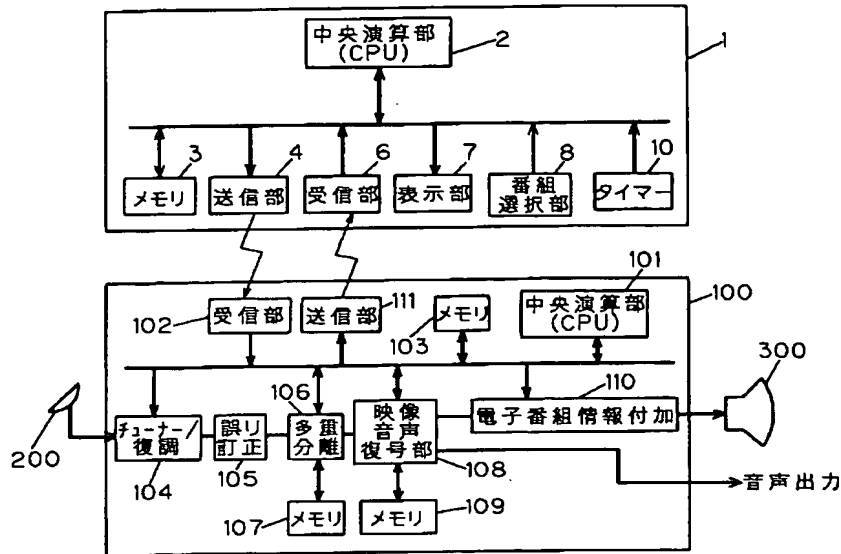 中央演算部
(CPU)
2
1
3
4
6
7
8
10
メモリ
送信部
受信部
表示部
番組
選択部
タイマー
101
100
102
受信部
送信部
111
メモリ
103
中央演算部
(CPU)
300
106
110
200
チューナー/
復調
誤り
訂正
多重
分離
映像
音声
復号部
電子番組情報付加
104
105
108
音声出力
107
メモリ
メモリ
109